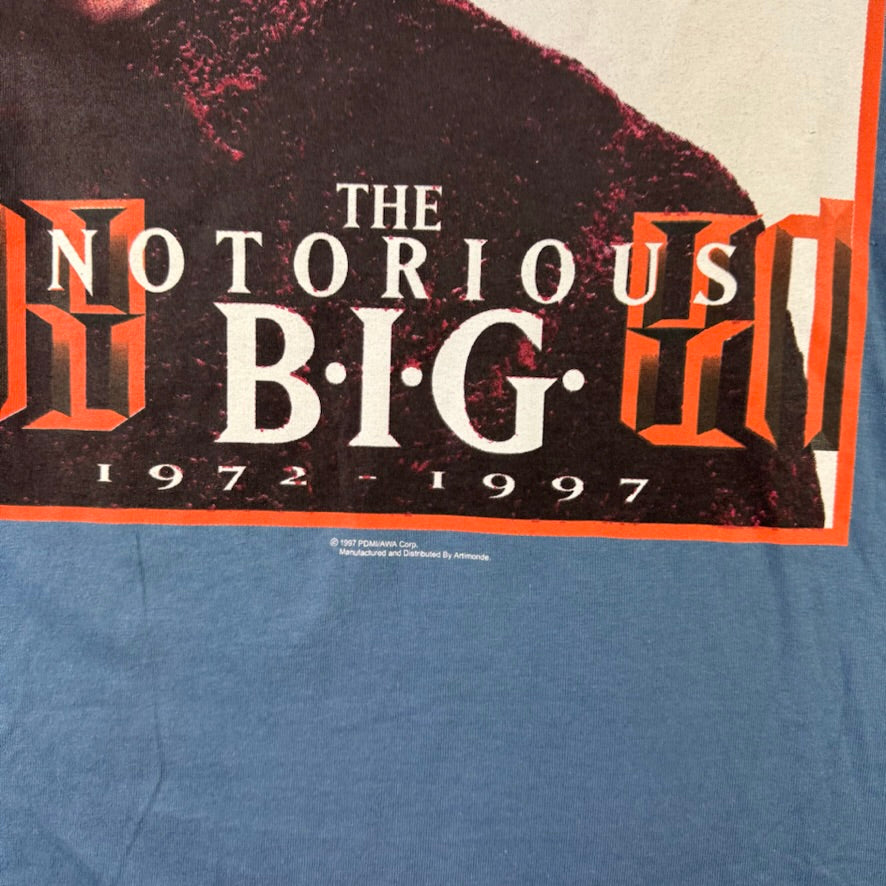 THE
NOTORIOUS
B·I·G·
1972 - 1997
© 1997 PDMI/AWA Corp.
Manufactured and Distributed By Artimonde.